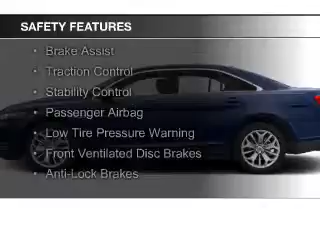 SAFETY FEATURES
• Brake Assist
• Traction Control
• Stability Control
• Passenger Airbag
• Low Tire Pressure Warning
• Front Ventilated Disc Brakes
• Anti-Lock Brakes